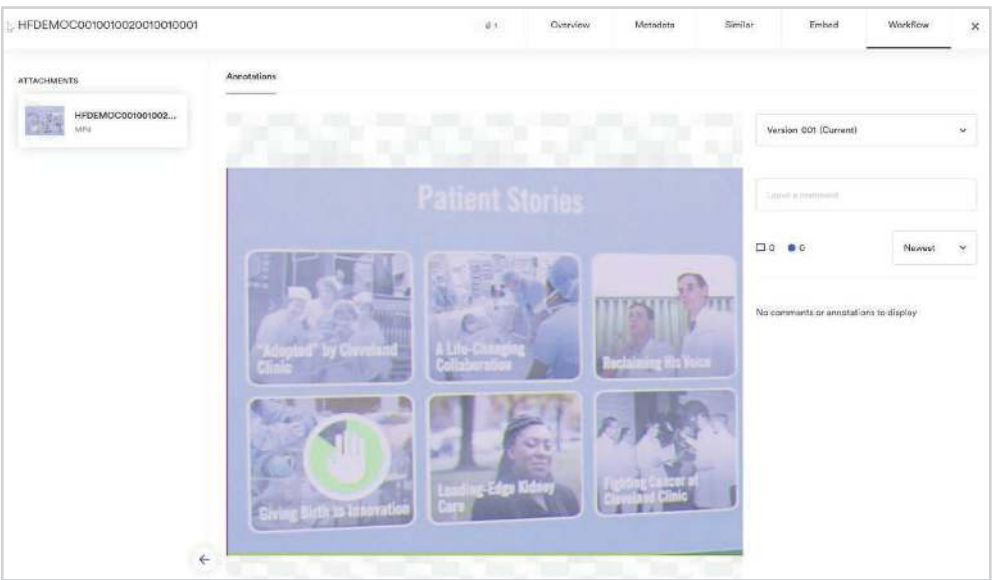 HFDEMOC0010010020010010001
1
Overview
Metadata
Similar
Embed
Workflow
ATTACHMENTS
HFDEMOC001001002...
MP4
Annotations
Version 001 (Current)
Leave a comment
0
0
Newest
No comments or annotations to display
Patient Stories
"Adopted" by Cleveland
Clinic
A Life-Changing
Collaboration
Reclaiming His Voice
Giving Birth to Innovation
Leading-Edge Kidney
Care
Fighting Cancer at
Cleveland Clinic